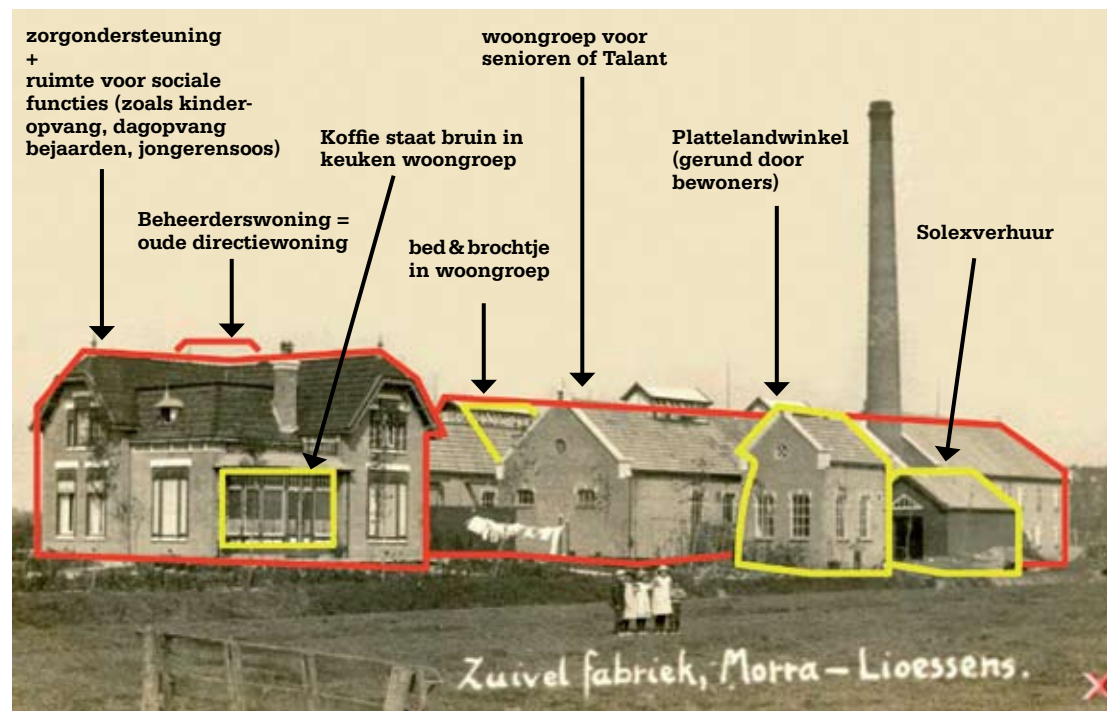 zorgondersteuning
+
ruimte voor sociale
functies (zoals kinder-
opvang, dagopvang
bejaarden, jongerensoos)
Beheerderswoning =
oude directiewoning
Koffie staat bruin in
keuken woongroep
bed & brochtje
in woongroep
woongroep voor
senioren of Talant
Plattelandwinkel
(gerund door
bewoners)
Solexverhuur
Zuivel fabriek, Morra – Lioessens.